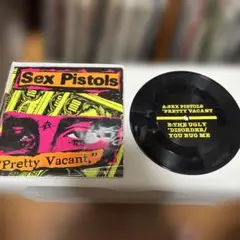 Sex Pistols
"Pretty Vacant,"
A:SEX PISTOLS
"PRETTY VACANT
B:THE UGLY
"DISORDER/
YOU BUG ME